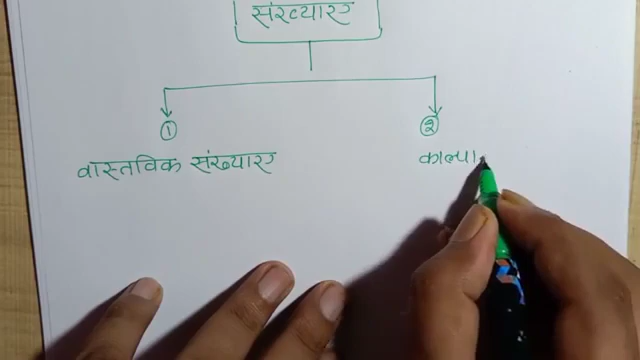 संख्याएं
① ②
वास्तविक संख्याएं काल्पा